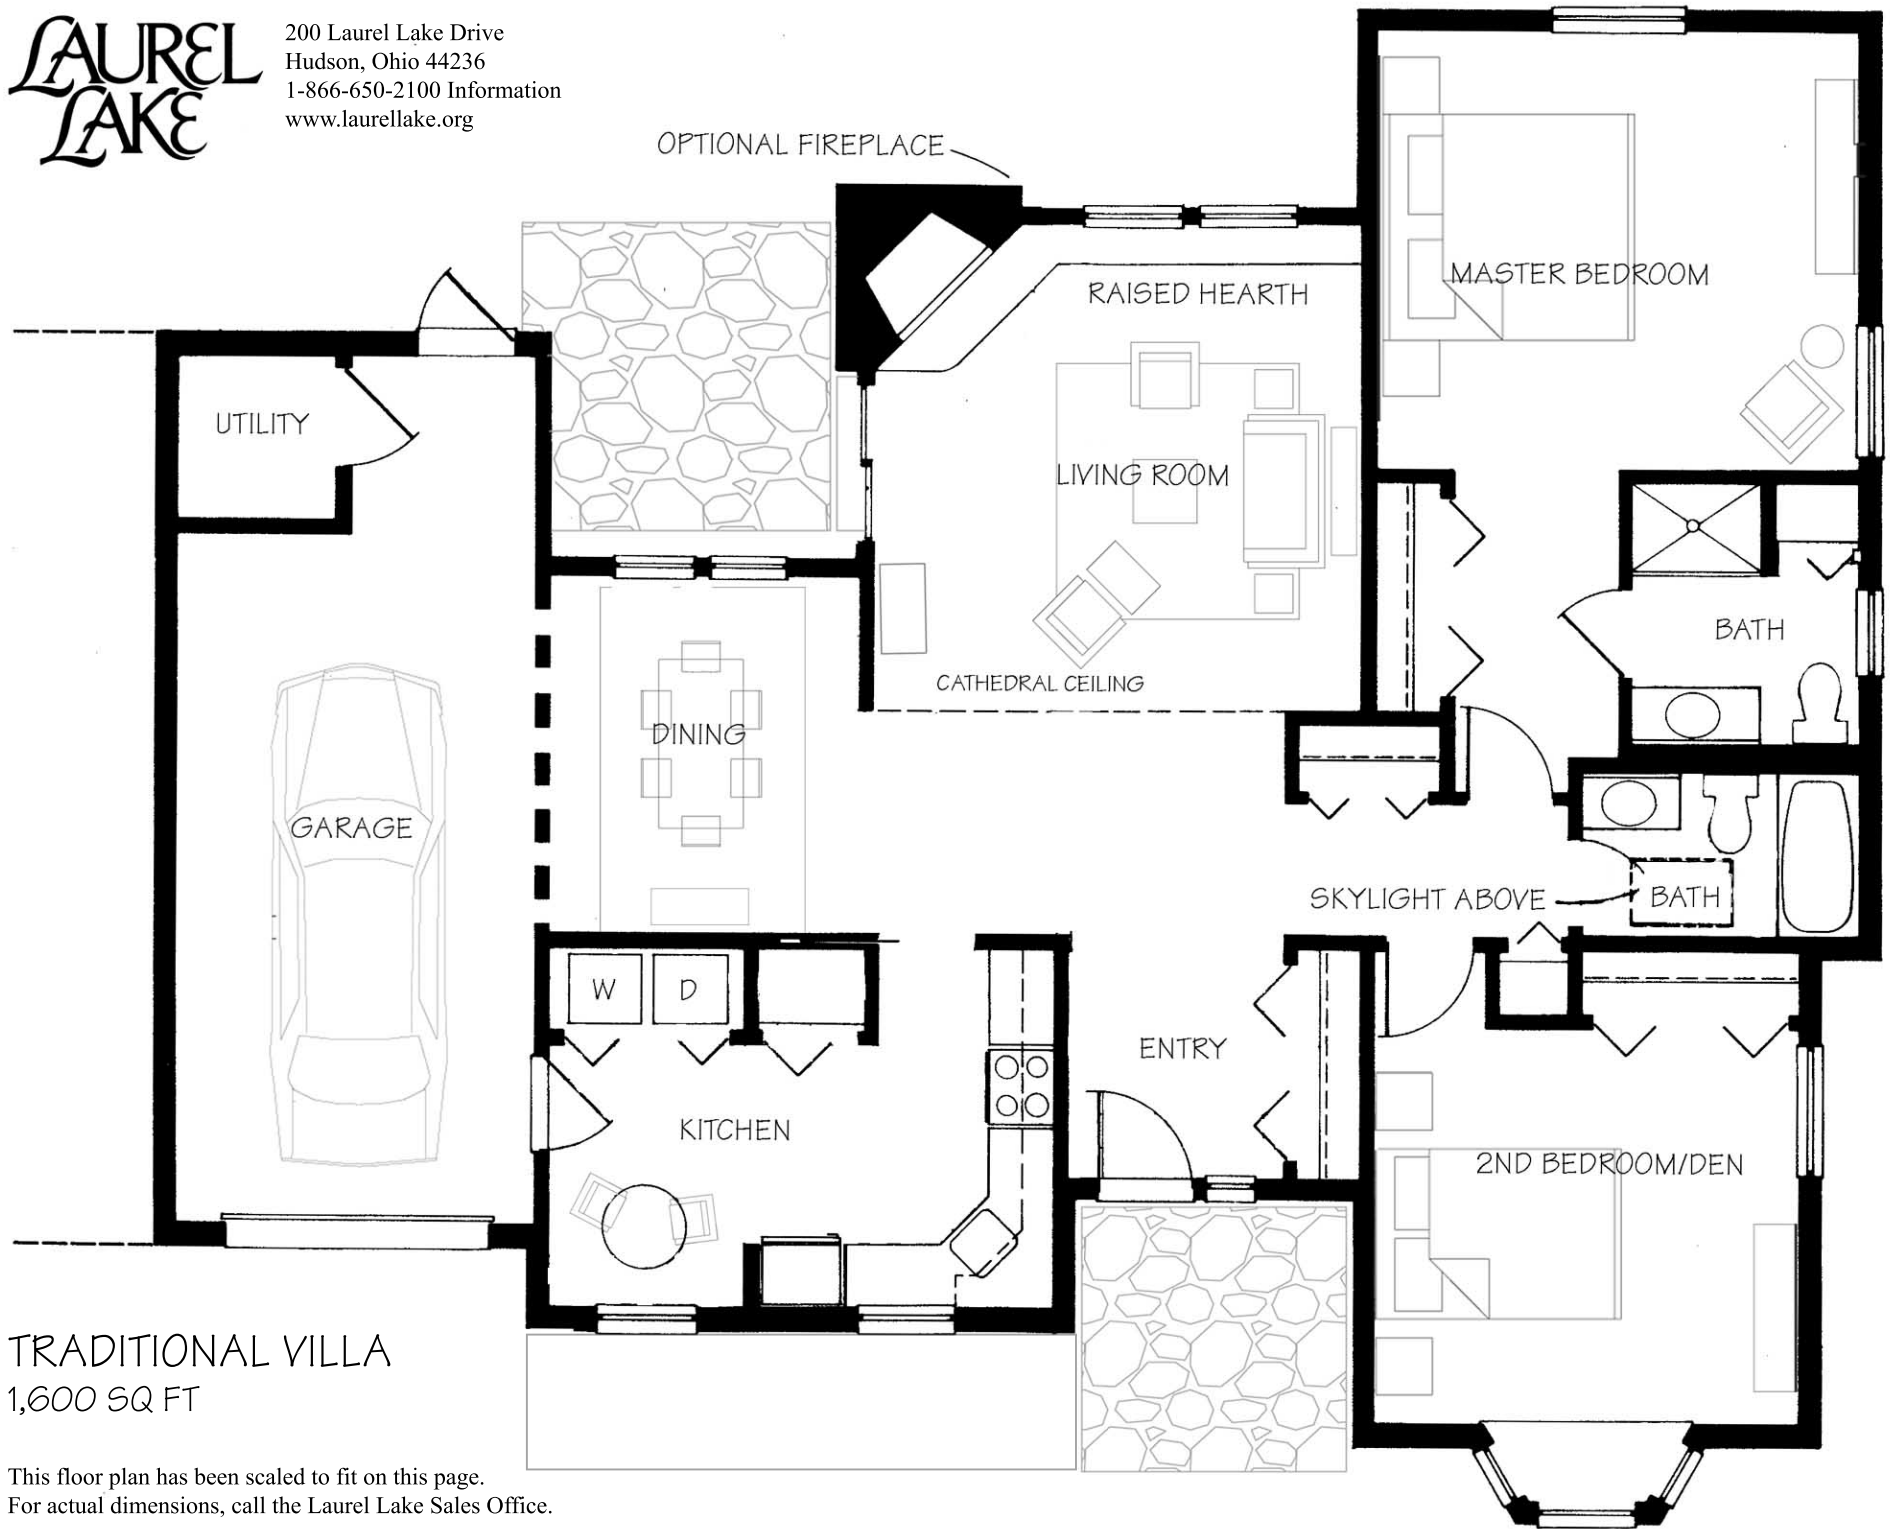 LAUREL
LAKE
200 Laurel Lake Drive
Hudson, Ohio 44236
1-866-650-2100 Information
www.laurellake.org
OPTIONAL FIREPLACE
MASTER BEDROOM
RAISED HEARTH
UTILITY
LIVING ROOM
BATH
CATHEDRAL CEILING
DINING
GARAGE
SKYLIGHT ABOVE
BATH
W
D
ENTRY
KITCHEN
2ND BEDROOM/DEN
TRADITIONAL VILLA
1,600 SQ FT
This floor plan has been scaled to fit on this page.
For actual dimensions, call the Laurel Lake Sales Office.